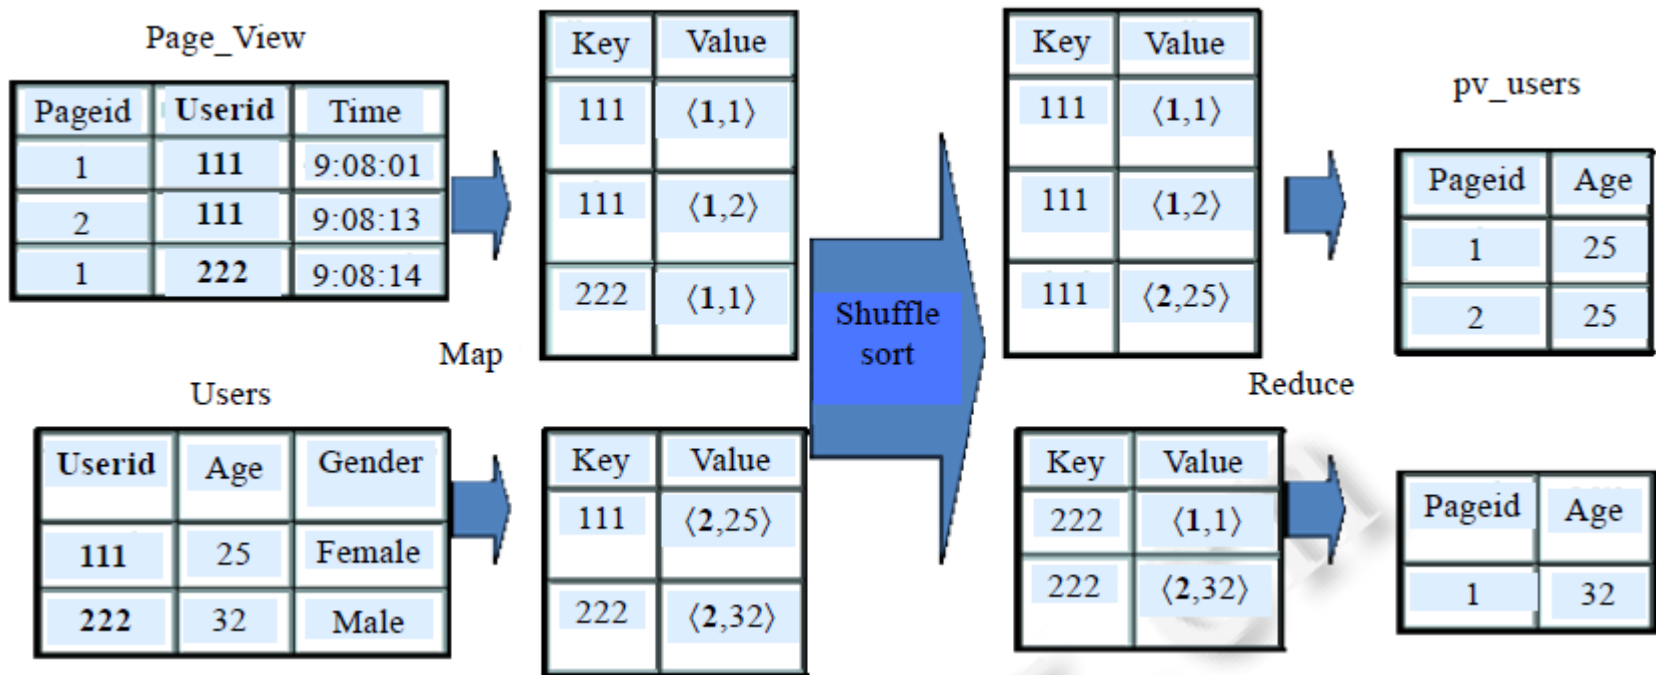 Page_View
Pageid Userid Time
1 111 9:08:01
2 111 9:08:13
1 222 9:08:14
Users
Userid Age Gender
111 25 Female
222 32 Male
Map
Key Value
111 ⟨1,1⟩
111 ⟨1,2⟩
222 ⟨1,1⟩
Key Value
111 ⟨2,25⟩
222 ⟨2,32⟩
Shuffle
sort
Key Value
111 ⟨1,1⟩
111 ⟨1,2⟩
111 ⟨2,25⟩
Key Value
222 ⟨1,1⟩
222 ⟨2,32⟩
Reduce
pv_users
Pageid Age
1 25
2 25
Pageid Age
1 32